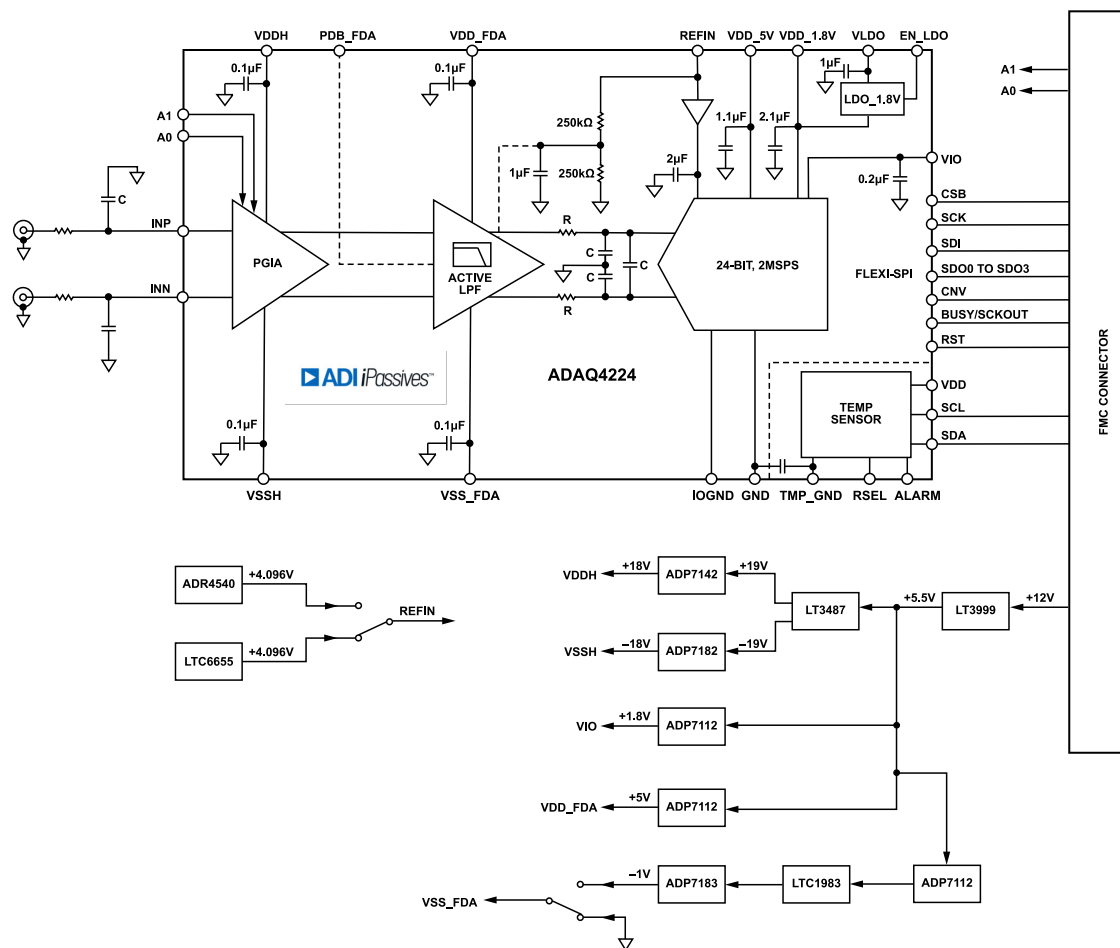 VDDH PDB_FDA VDD_FDA REFIN VDD_5V VDD_1.8V VLDO EN_LDO
0.1µF 0.1µF 1µF
A1
A0
LDO_1.8V
A1
A0
250kΩ
1.1µF 2.1µF
VIO
1µF 250kΩ 2µF 0.2µF
C
CSB
INP
SCK
R
SDI
PGIA
ACTIVE
LPF
C
C
C
24-BIT, 2MSPS
FLEXI-SPI
SDO0 TO SDO3
INN
CNV
R
BUSY/SCKOUT
RST
FMC CONNECTOR
ADI iPassives™
ADAQ4224
TEMP
SENSOR
VDD
SCL
SDA
0.1µF 0.1µF
VSSH VSS_FDA IOGND GND TMP_GND RSEL ALARM
ADR4540 +4.096V
REFIN
LTC6655 +4.096V
VDDH +18V ADP7142 +19V
LT3487 +5.5V LT3999 +12V
VSSH –18V ADP7182 –19V
VIO +1.8V ADP7112
VDD_FDA +5V ADP7112
–1V ADP7183 LTC1983 ADP7112
VSS_FDA